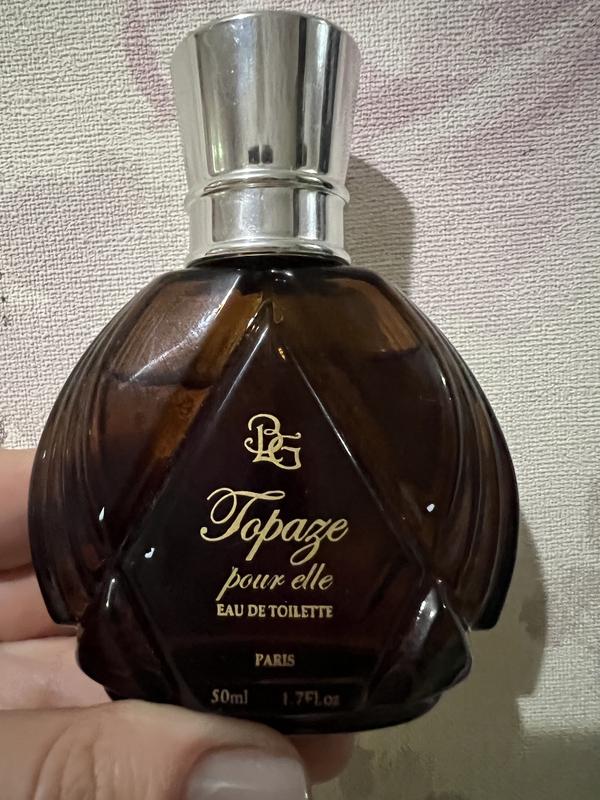 BG
Topaze
pour elle
EAU DE TOILETTE
PARIS
50ml 1.7Fl.oz